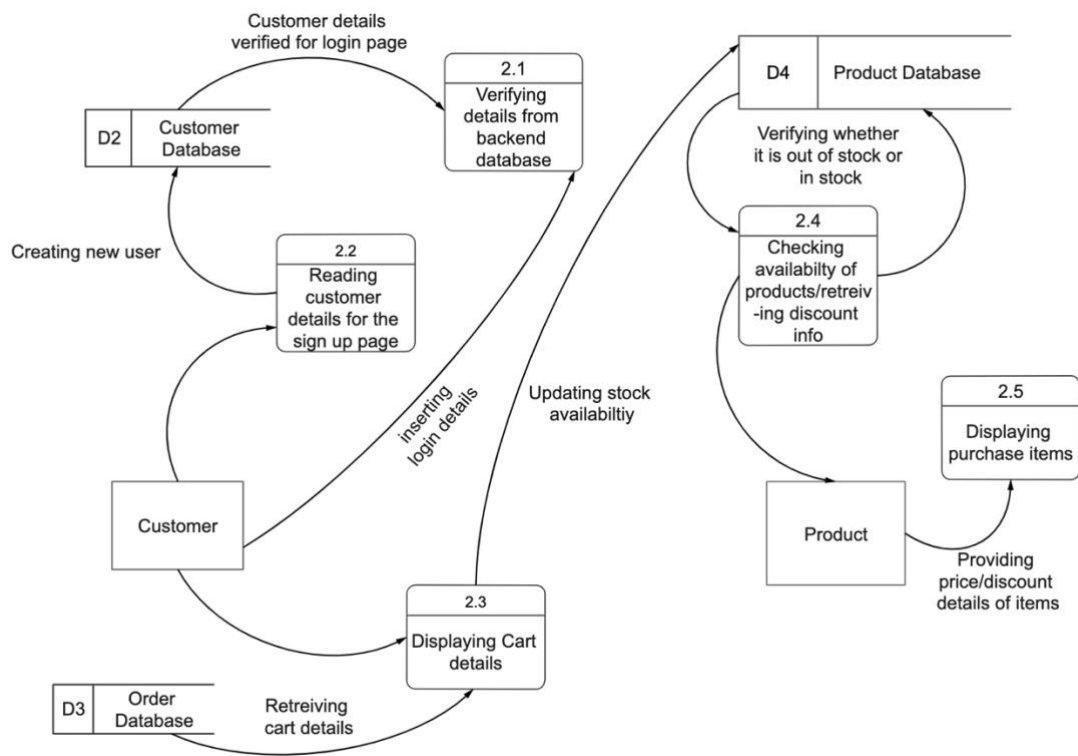 Customer details
verified for login page
2.1
Verifying
details from
backend
database
D2
Customer
Database
D4
Product Database
Verifying whether
it is out of stock or
in stock
Creating new user
2.2
Reading
customer
details for the
sign up page
2.4
Checking
availabilty of
products/retreiv
-ing discount
info
inserting
login details
Updating stock
availabiltiy
2.5
Displaying
purchase items
Customer
Product
Providing
price/discount
details of items
2.3
Displaying Cart
details
D3
Order
Database
Retreiving
cart details